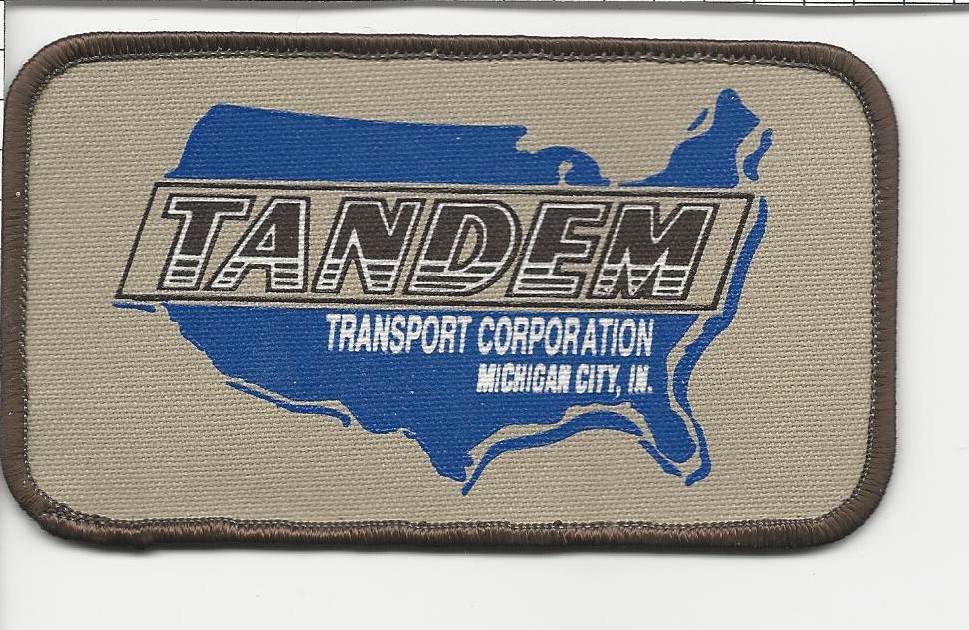 TANDEM
TRANSPORT CORPORATION
MICHIGAN CITY, IN.